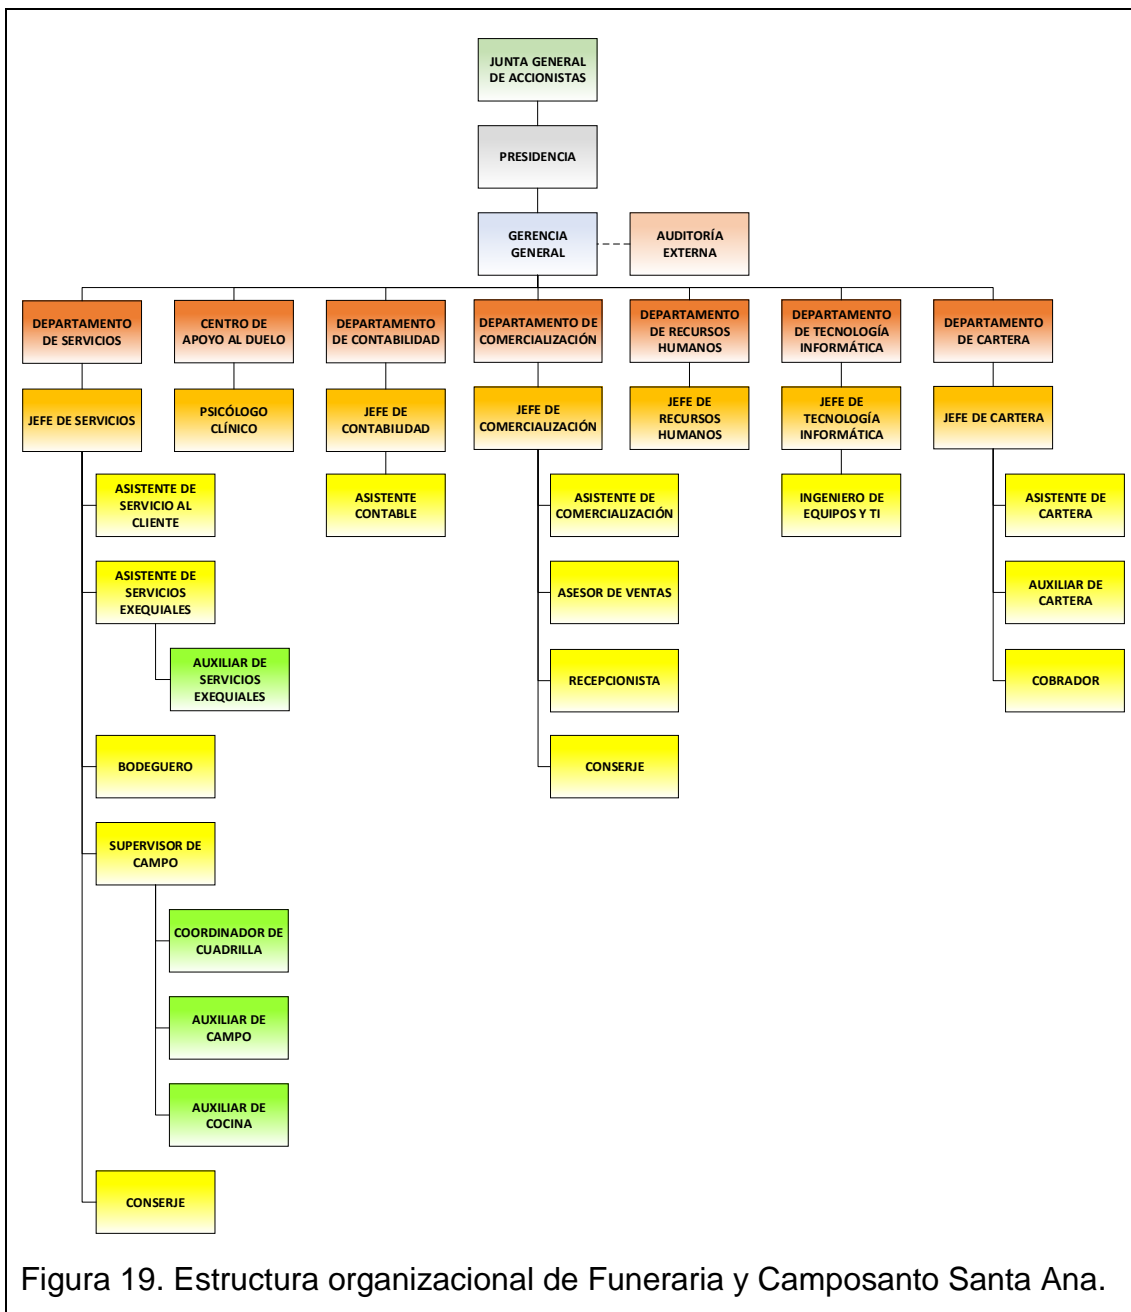 JUNTA GENERAL
DE ACCIONISTAS
PRESIDENCIA
GERENCIA
GENERAL
AUDITORÍA
EXTERNA
DEPARTAMENTO
DE SERVICIOS
CENTRO DE
APOYO AL DUELO
DEPARTAMENTO
DE CONTABILIDAD
DEPARTAMENTO DE
COMERCIALIZACIÓN
DEPARTAMENTO
DE RECURSOS
HUMANOS
DEPARTAMENTO
DE TECNOLOGÍA
INFORMÁTICA
DEPARTAMENTO
DE CARTERA
JEFE DE SERVICIOS
PSICÓLOGO
CLÍNICO
JEFE DE
CONTABILIDAD
JEFE DE
COMERCIALIZACIÓN
JEFE DE
RECURSOS
HUMANOS
JEFE DE
TECNOLOGÍA
INFORMÁTICA
JEFE DE CARTERA
ASISTENTE DE
SERVICIO AL
CLIENTE
ASISTENTE
CONTABLE
ASISTENTE DE
COMERCIALIZACIÓN
INGENIERO DE
EQUIPOS Y TI
ASISTENTE DE
CARTERA
ASISTENTE DE
SERVICIOS
EXEQUIALES
ASESOR DE VENTAS
AUXILIAR DE
CARTERA
AUXILIAR DE
SERVICIOS
EXEQUIALES
RECEPCIONISTA
COBRADOR
BODEGUERO
CONSERJE
SUPERVISOR DE
CAMPO
COORDINADOR DE
CUADRILLA
AUXILIAR DE
CAMPO
AUXILIAR DE
COCINA
CONSERJE
Figura 19. Estructura organizacional de Funeraria y Camposanto Santa Ana.